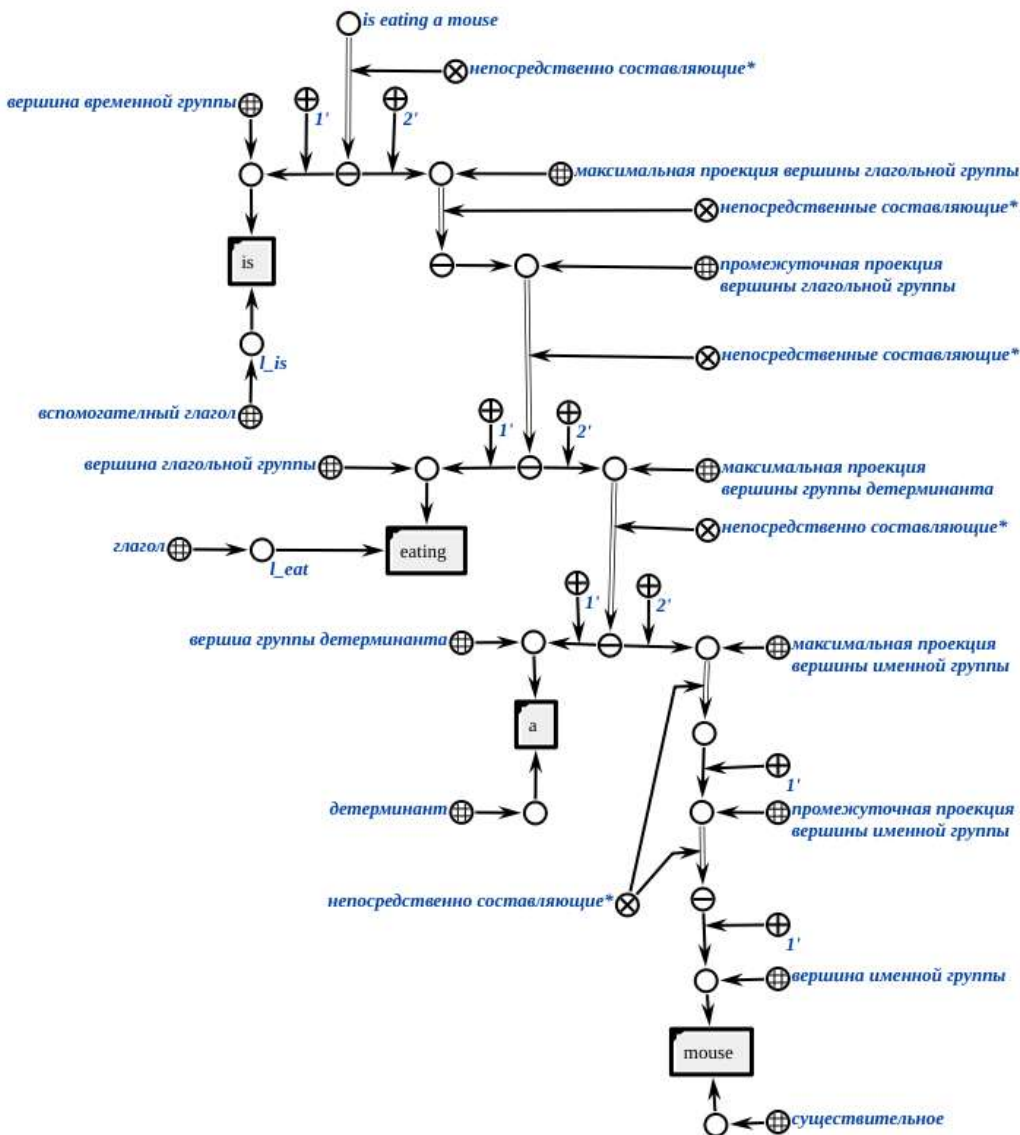 is eating a mouse
непосредственно составляющие*
вершина временной группы
1'
2'
максимальная проекция вершины глагольной группы
непосредственные составляющие*
is
промежуточная проекция
вершины глагольной группы
l_is
непосредственные составляющие*
вспомогателный глагол
1'
2'
вершина глагольной группы
максимальная проекция
вершины группы детерминанта
непосредственно составляющие*
глагол
l_eat
eating
1'
2'
вершиа группы детерминанта
максимальная проекция
вершины именной группы
a
1'
детерминант
промежуточная проекция
вершины именной группы
непосредственно составляющие*
1'
вершина именной группы
mouse
существительное